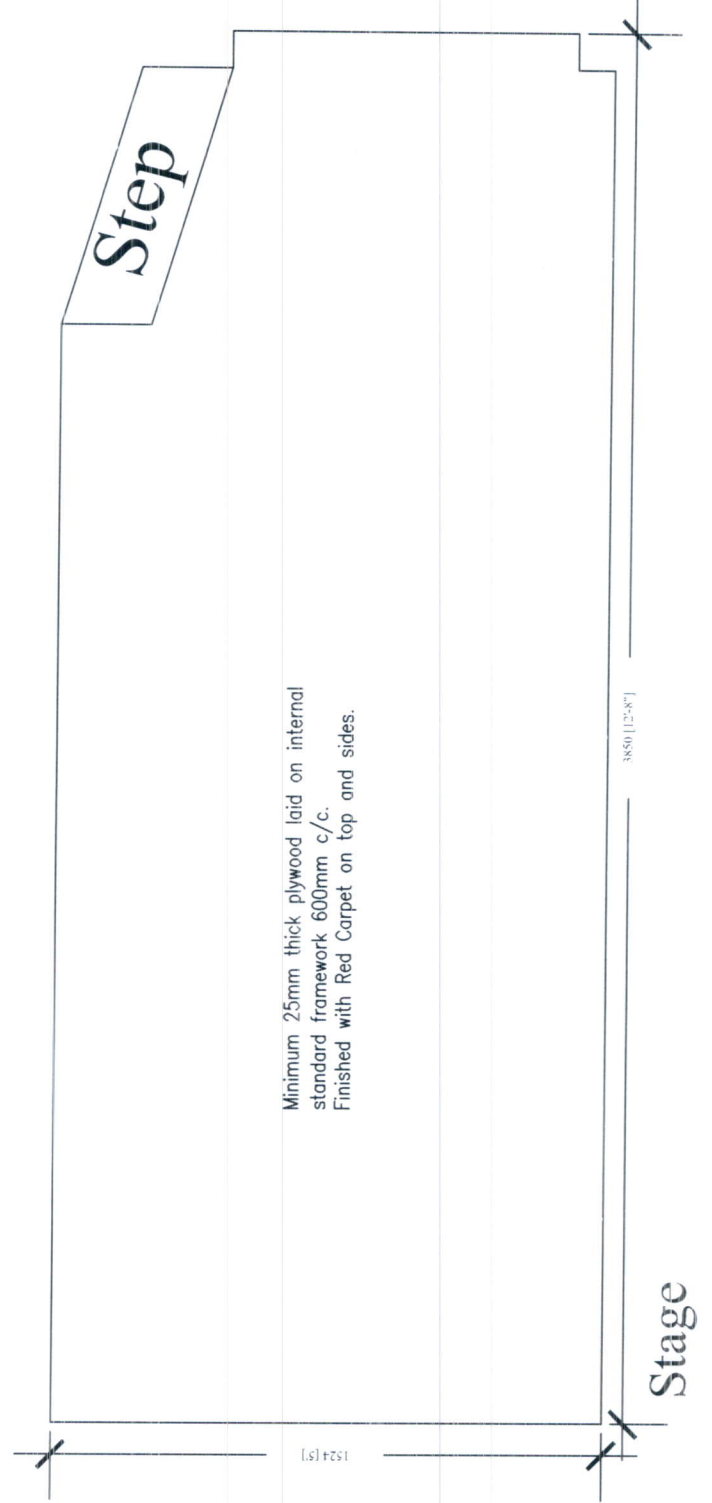 Step
Minimum 25mm thick plywood laid on internal
standard framework 600mm c/c.
Finished with Red Carpet on top and sides.
3850 [12'-8"]
Stage
1524 [5']